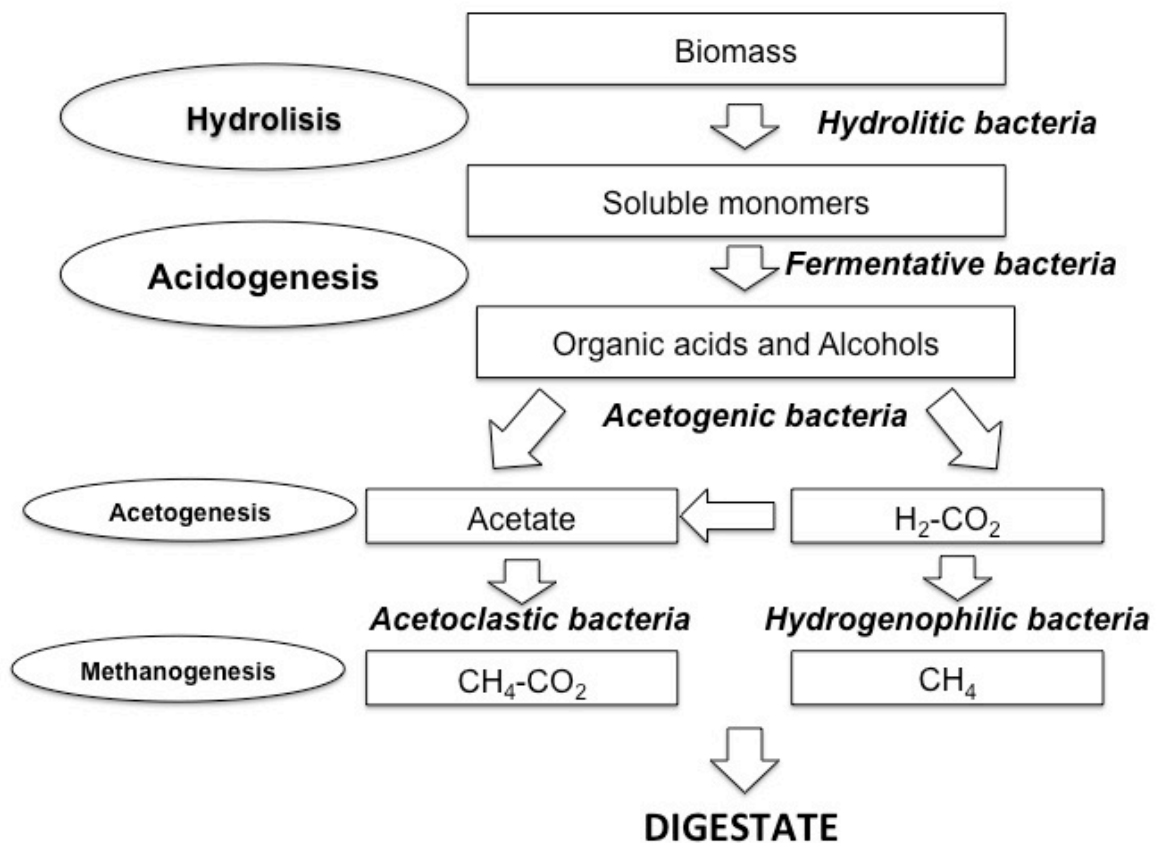 Biomass
Hydrolisis
Hydrolitic bacteria
Soluble monomers
Acidogenesis
Fermentative bacteria
Organic acids and Alcohols
Acetogenic bacteria
Acetogenesis
Acetate
H₂-CO₂
Acetoclastic bacteria
Hydrogenophilic bacteria
Methanogenesis
CH₄-CO₂
CH₄
DIGESTATE